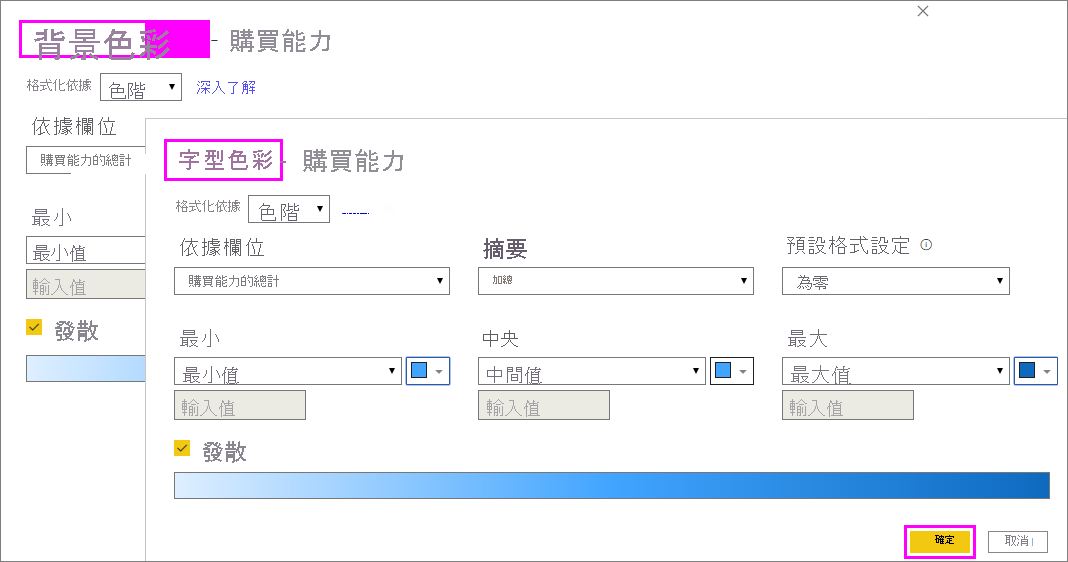 背景色彩 - 購買能力
格式化依據 色階 深入了解
依據欄位
購買能力的總計
最小
最小值
輸入值
發散
字型色彩 - 購買能力
格式化依據 色階
依據欄位 摘要 預設格式設定
購買能力的總計 加總 為零
最小 中央 最大
最小值 中間值 最大值
輸入值 輸入值 輸入值
發散
確定 取消